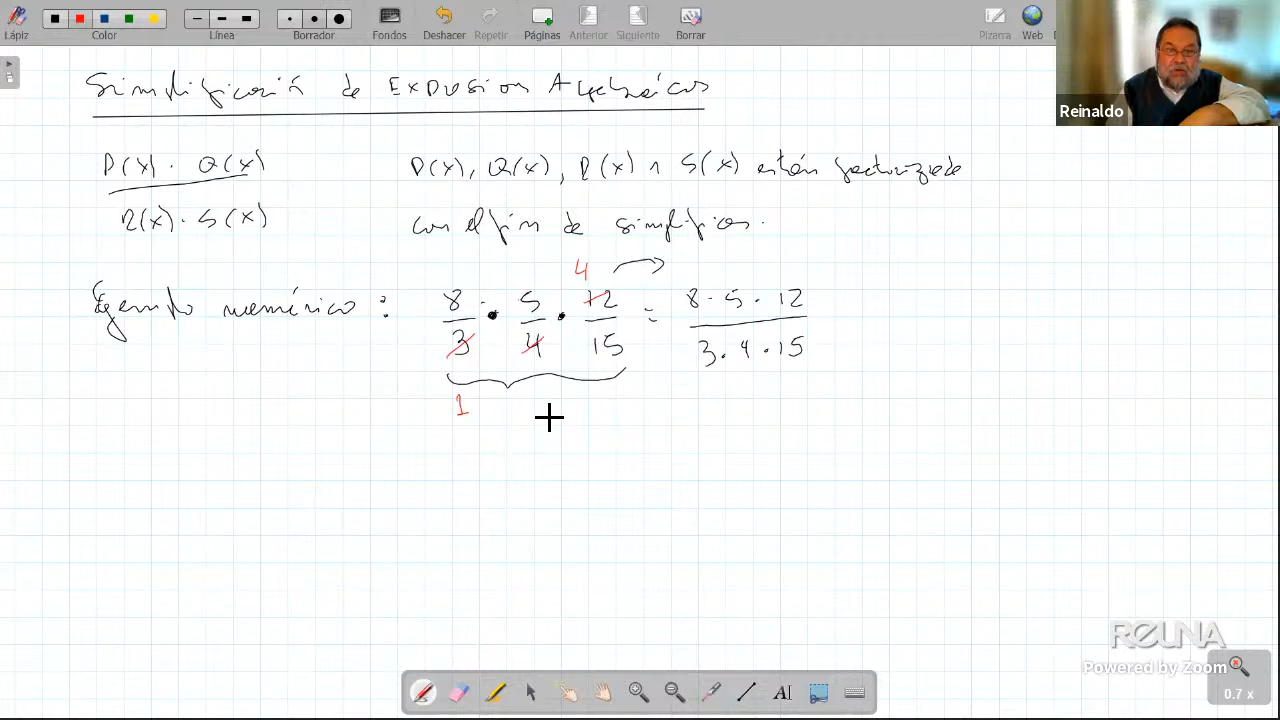 Lápiz Color Línea Borrador Fondos Deshacer Repetir Páginas Anterior Siguiente Borrar Pizarra Web
Reinaldo
Simplificación de Expresion Algebraicas
P(x) · Q(x)
R(x) · S(x)
P(x), Q(x), R(x) ∧ S(x) están factorizada
con el fin de simplificar.
4
Ejemplo numérico : 8/3 · 5/4 · 12/15 = 8 · 5 · 12 / 3 · 4 · 15
1
REUNA
Powered by Zoom
0.7 x